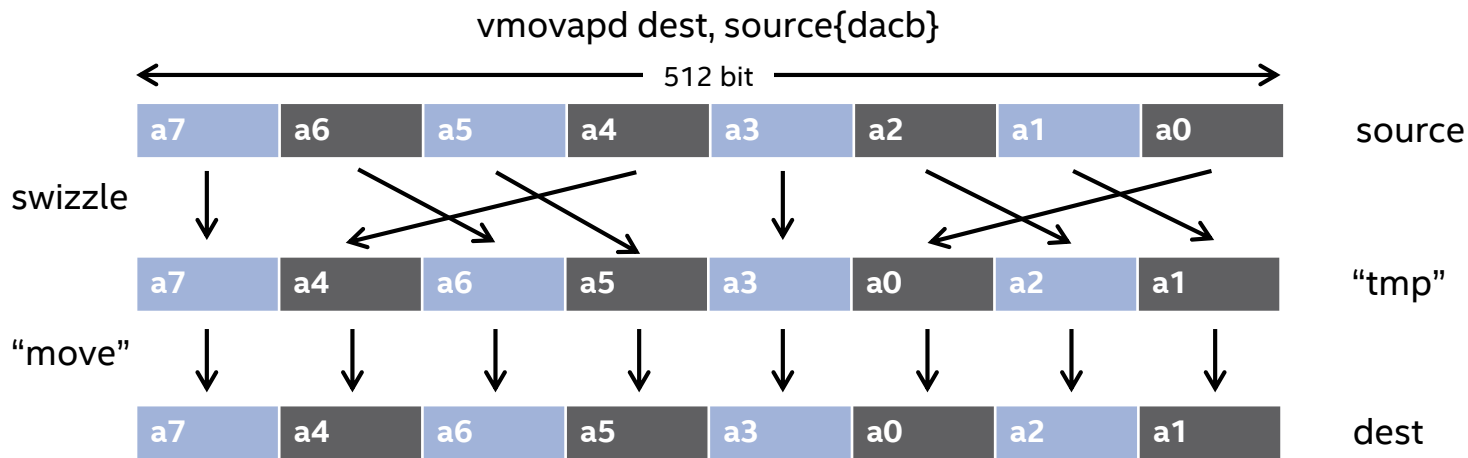 vmovapd dest, source{dacb}
512 bit
a7 a6 a5 a4 a3 a2 a1 a0 source
swizzle
a7 a4 a6 a5 a3 a0 a2 a1 “tmp”
“move”
a7 a4 a6 a5 a3 a0 a2 a1 dest